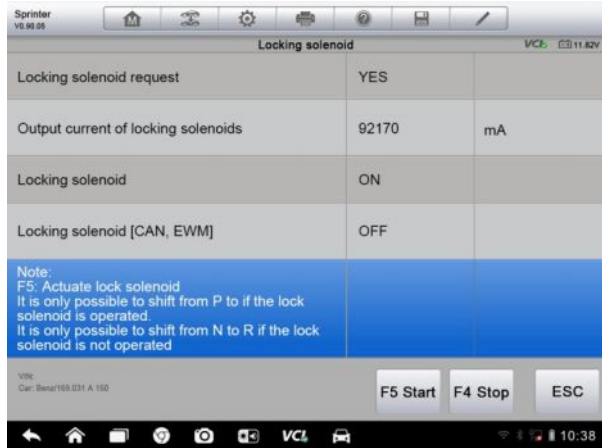 Sprinter
V0.90.05
Locking solenoid
VCI 11.82V
Locking solenoid request YES
Output current of locking solenoids 92170 mA
Locking solenoid ON
Locking solenoid [CAN, EWM] OFF
Note:
F5: Actuate lock solenoid
It is only possible to shift from P to if the lock
solenoid is operated.
It is only possible to shift from N to R if the lock
solenoid is not operated
VIN:
Car: Benz/169.031 A 150
F5 Start F4 Stop ESC
VCI 10:38